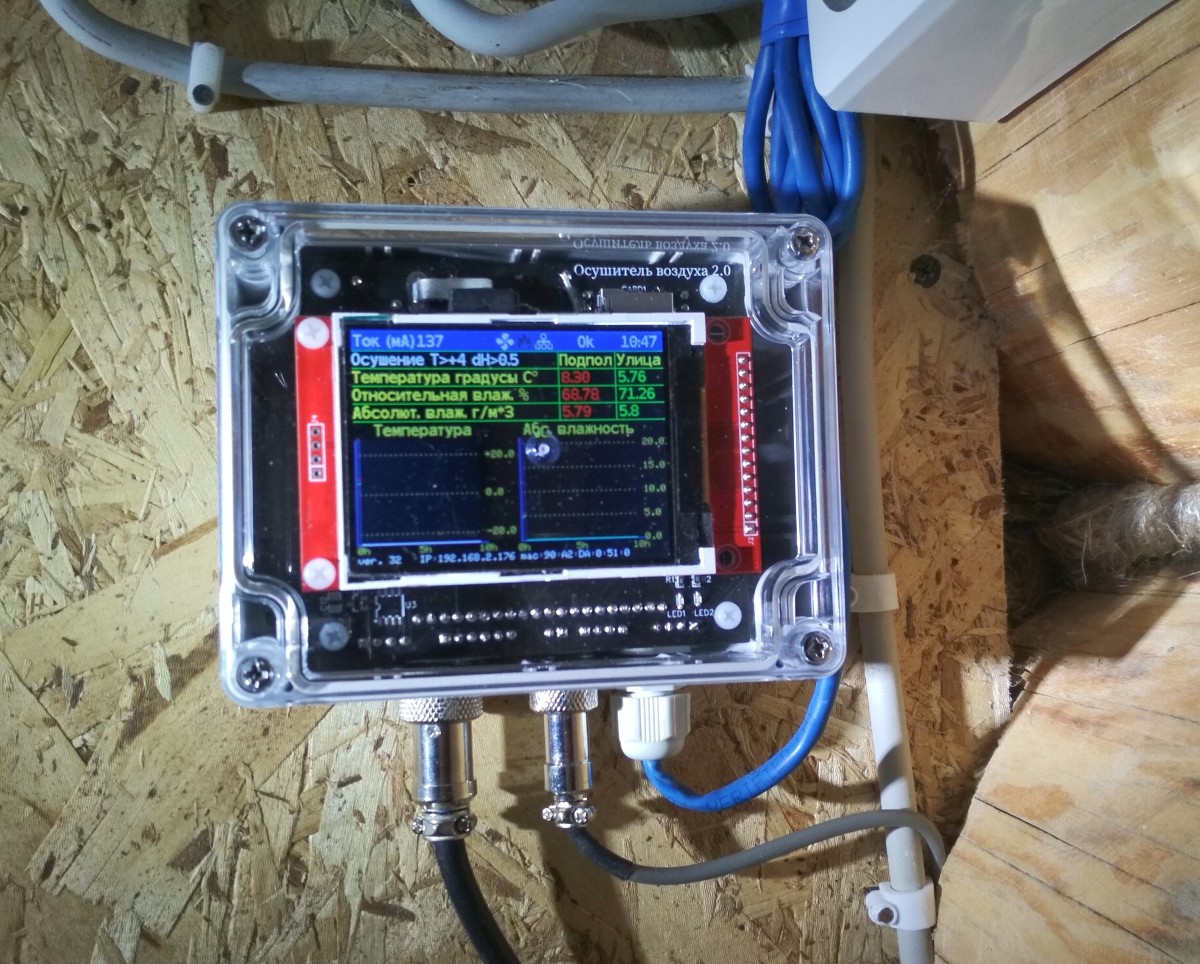 Осушитель воздуха 2.0
CARD1
Ток (мА)137 Ok 10:47
Осушение T>+4 dH>0.5 Подпол Улица
Температура градусы C° 8.30 5.76
Относительная влаж. % 68.78 71.26
Абсолют. влаж. г/м*3 5.79 5.8
Температура Абс. влажность
+20.0 20.0
15.0
0.0 10.0
5.0
-20.0 0.0
0h 5h 10h 0h 5h 10h
ver. 32 IP:192.168.2.176 mac:90:A2:DA:0:51:0
U3
LED1 LED2